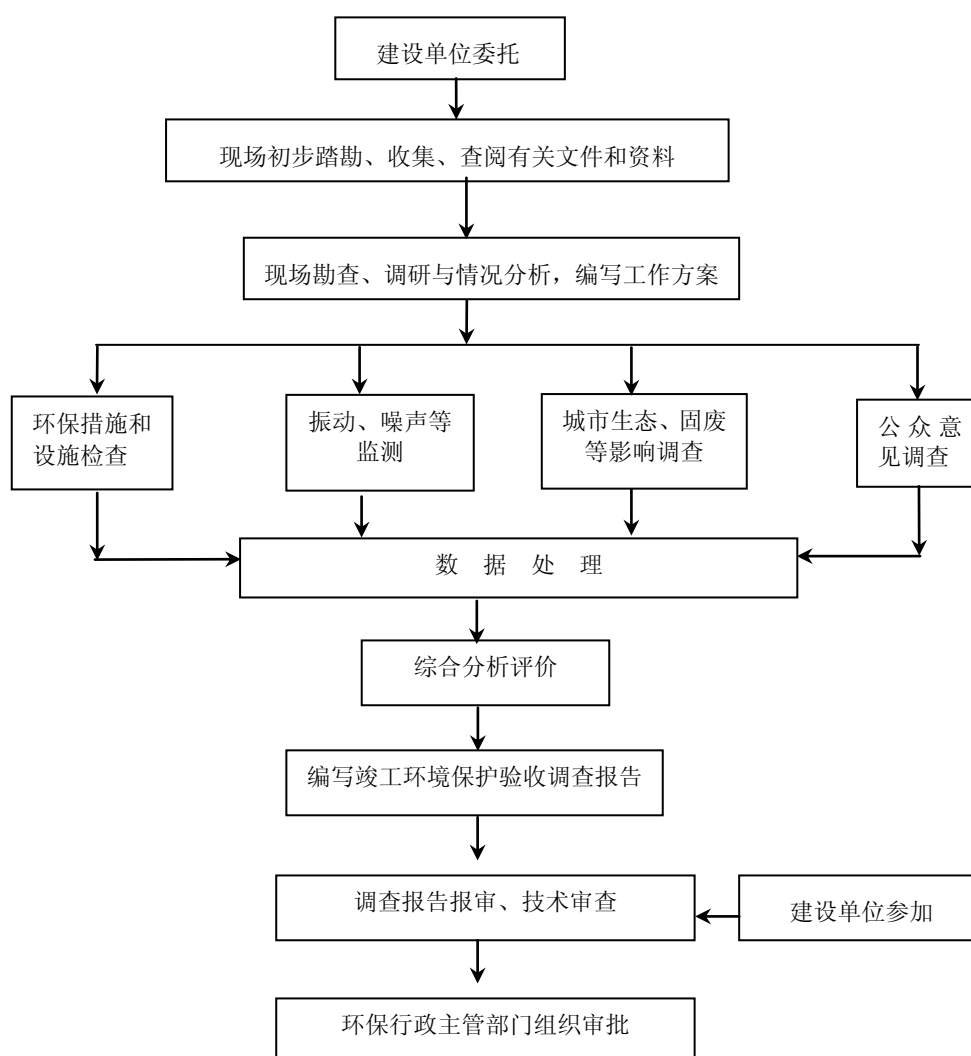 建设单位委托
现场初步踏勘、收集、查阅有关文件和资料
现场勘查、调研与情况分析，编写工作方案
环保措施和
设施检查
振动、噪声等
监测
城市生态、固废
等影响调查
公众意
见调查
数据处理
综合分析评价
编写竣工环境保护验收调查报告
调查报告报审、技术审查
建设单位参加
环保行政主管部门组织审批